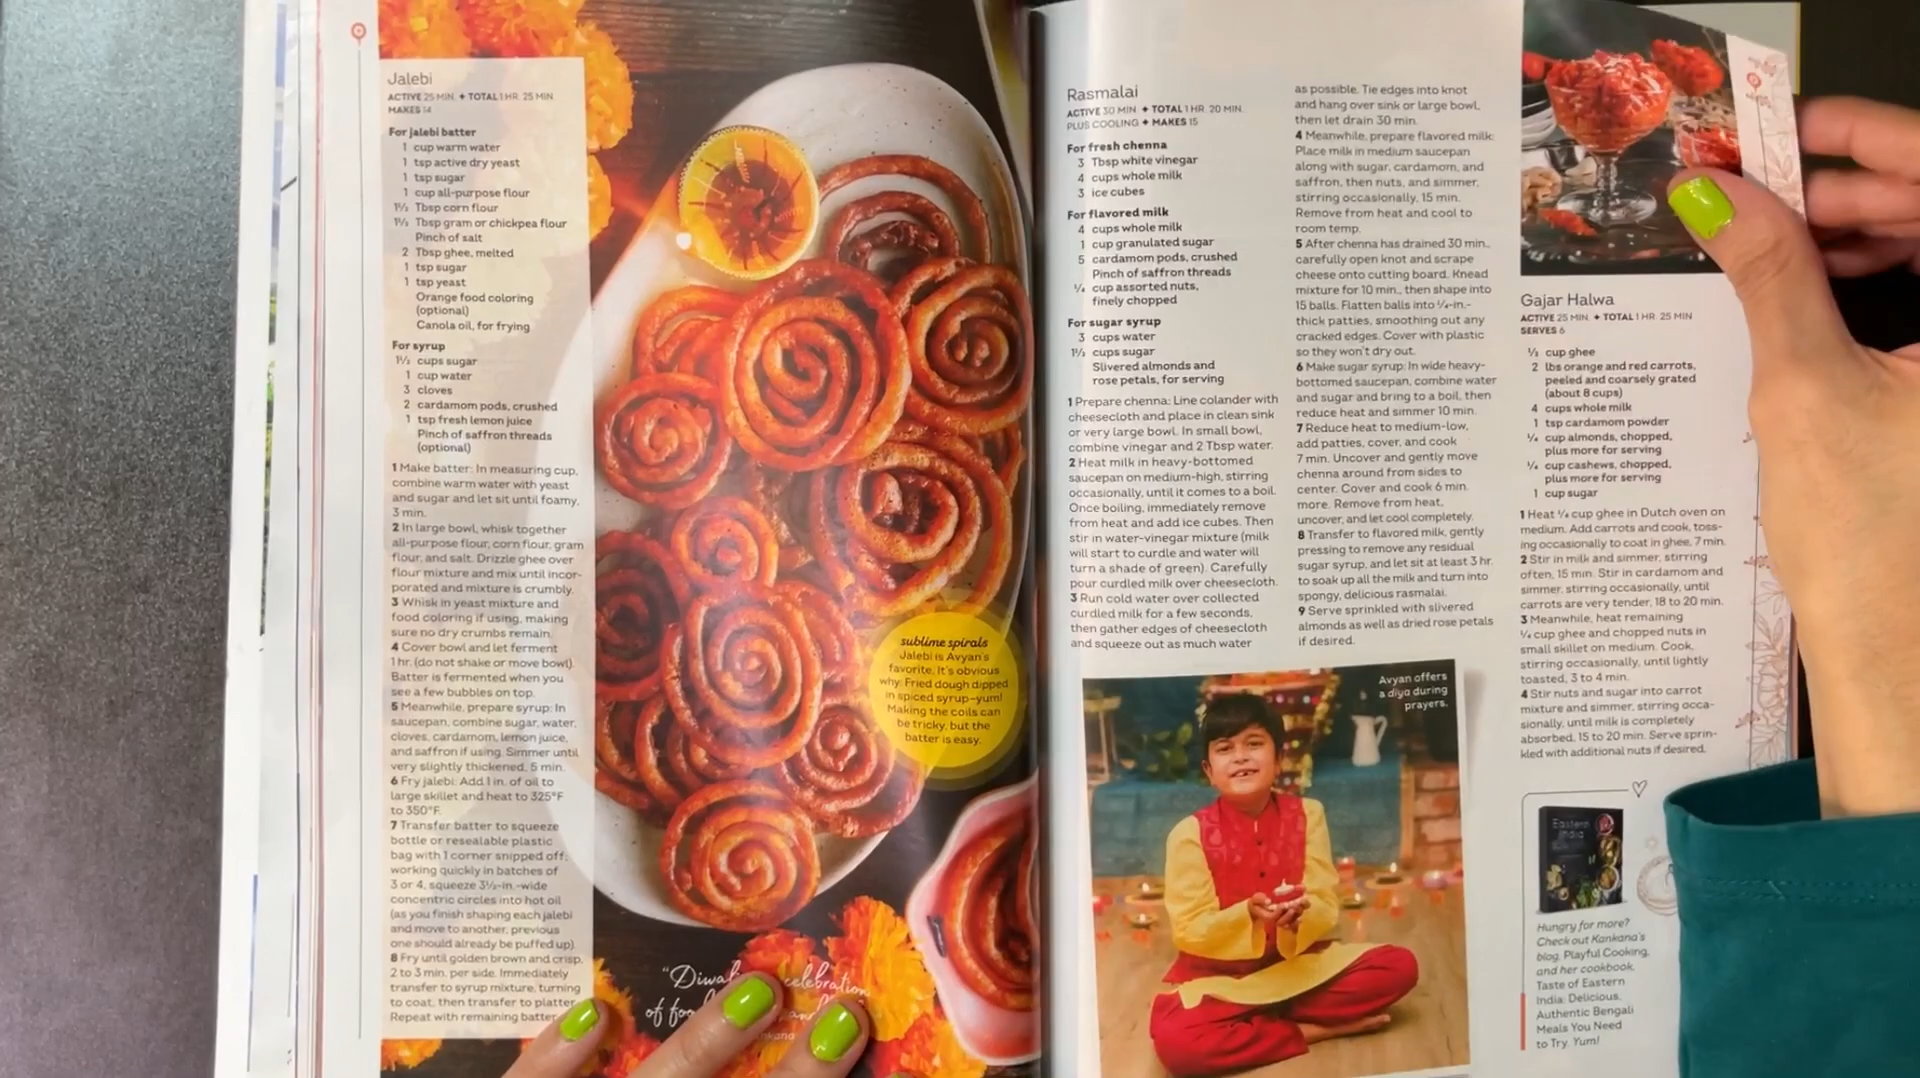 Jalebi
ACTIVE 25 MIN. ✦ TOTAL 1 HR. 25 MIN.
MAKES 14
For jalebi batter
1 cup warm water
1 tsp active dry yeast
1 tsp sugar
1 cup all-purpose flour
1½ Tbsp corn flour
1½ Tbsp gram or chickpea flour
Pinch of salt
2 Tbsp ghee, melted
1 tsp sugar
1 tsp yeast
Orange food coloring
(optional)
Canola oil, for frying
For syrup
1½ cups sugar
1 cup water
3 cloves
2 cardamom pods, crushed
1 tsp fresh lemon juice
Pinch of saffron threads
(optional)
1 Make batter: In measuring cup,
combine warm water with yeast
and sugar and let sit until foamy,
3 min.
2 In large bowl, whisk together
all-purpose flour, corn flour, gram
flour, and salt. Drizzle ghee over
flour mixture and mix until incor-
porated and mixture is crumbly.
3 Whisk in yeast mixture and
food coloring if using, making
sure no dry crumbs remain.
4 Cover bowl and let ferment
1 hr. (do not shake or move bowl).
Batter is fermented when you
see a few bubbles on top.
5 Meanwhile, prepare syrup: In
saucepan, combine sugar, water,
cloves, cardamom, lemon juice,
and saffron if using. Simmer until
very slightly thickened, 5 min.
6 Fry jalebi: Add 1 in. of oil to
large skillet and heat to 325°F
to 350°F.
7 Transfer batter to squeeze
bottle or resealable plastic
bag with 1 corner snipped off;
working quickly in batches of
3 or 4, squeeze 3½-in.-wide
concentric circles into hot oil
(as you finish shaping each jalebi
and move to another, previous
one should already be puffed up).
8 Fry until golden brown and crisp,
2 to 3 min. per side. Immediately
transfer to syrup mixture, turning
to coat, then transfer to platter.
Repeat with remaining batter.
sublime spirals
Jalebi is Avyan's
favorite. It's obvious
why: Fried dough dipped
in spiced syrup—yum!
Making the coils can
be tricky, but the
batter is easy.
"Diwali celebration
of
Rasmalai
ACTIVE 30 MIN. ✦ TOTAL 1 HR. 20 MIN.
PLUS COOLING ✦ MAKES 15
For fresh chenna
3 Tbsp white vinegar
4 cups whole milk
3 ice cubes
For flavored milk
4 cups whole milk
1 cup granulated sugar
5 cardamom pods, crushed
Pinch of saffron threads
¼ cup assorted nuts,
finely chopped
For sugar syrup
3 cups water
1½ cups sugar
Slivered almonds and
rose petals, for serving
1 Prepare chenna: Line colander with
cheesecloth and place in clean sink
or very large bowl. In small bowl,
combine vinegar and 2 Tbsp water.
2 Heat milk in heavy-bottomed
saucepan on medium-high, stirring
occasionally, until it comes to a boil.
Once boiling, immediately remove
from heat and add ice cubes. Then
stir in water-vinegar mixture (milk
will start to curdle and water will
turn a shade of green). Carefully
pour curdled milk over cheesecloth.
3 Run cold water over collected
curdled milk for a few seconds,
then gather edges of cheesecloth
and squeeze out as much water
as possible. Tie edges into knot
and hang over sink or large bowl,
then let drain 30 min.
4 Meanwhile, prepare flavored milk:
Place milk in medium saucepan
along with sugar, cardamom, and
saffron, then nuts, and simmer,
stirring occasionally, 15 min.
Remove from heat and cool to
room temp.
5 After chenna has drained 30 min.,
carefully open knot and scrape
cheese onto cutting board. Knead
mixture for 10 min., then shape into
15 balls. Flatten balls into ¼-in.-
thick patties, smoothing out any
cracked edges. Cover with plastic
so they won't dry out.
6 Make sugar syrup: In wide heavy-
bottomed saucepan, combine water
and sugar and bring to a boil, then
reduce heat and simmer 10 min.
7 Reduce heat to medium-low,
add patties, cover, and cook
7 min. Uncover and gently move
chenna around from sides to
center. Cover and cook 6 min.
more. Remove from heat,
uncover, and let cool completely.
8 Transfer to flavored milk, gently
pressing to remove any residual
sugar syrup, and let sit at least 3 hr.
to soak up all the milk and turn into
spongy, delicious rasmalai.
9 Serve sprinkled with slivered
almonds as well as dried rose petals
if desired.
Avyan offers
a diya during
prayers.
Gajar Halwa
ACTIVE 25 MIN. ✦ TOTAL 1 HR. 25 MIN
SERVES 6
½ cup ghee
2 lbs orange and red carrots,
peeled and coarsely grated
(about 8 cups)
4 cups whole milk
1 tsp cardamom powder
¼ cup almonds, chopped,
plus more for serving
¼ cup cashews, chopped,
plus more for serving
1 cup sugar
1 Heat ¼ cup ghee in Dutch oven on
medium. Add carrots and cook, toss-
ing occasionally to coat in ghee, 7 min.
2 Stir in milk and simmer, stirring
often, 15 min. Stir in cardamom and
simmer, stirring occasionally, until
carrots are very tender, 18 to 20 min.
3 Meanwhile, heat remaining
¼ cup ghee and chopped nuts in
small skillet on medium. Cook,
stirring occasionally, until lightly
toasted, 3 to 4 min.
4 Stir nuts and sugar into carrot
mixture and simmer, stirring occa-
sionally, until milk is completely
absorbed, 15 to 20 min. Serve sprin-
kled with additional nuts if desired.
Eastern
India
Hungry for more?
Check out Kankana's
blog, Playful Cooking,
and her cookbook,
Taste of Eastern
India: Delicious,
Authentic Bengali
Meals You Need
to Try. Yum!